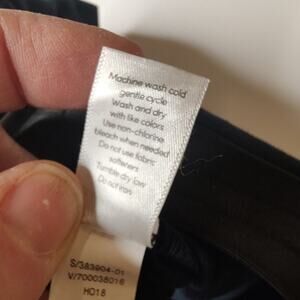 Machine wash cold
gentle cycle
Wash and dry
with like colors
Use non-chlorine
bleach when needed
Do not use fabric
softeners
Tumble dry low
Do not iron
S/383904-01
V/700038016
HO18